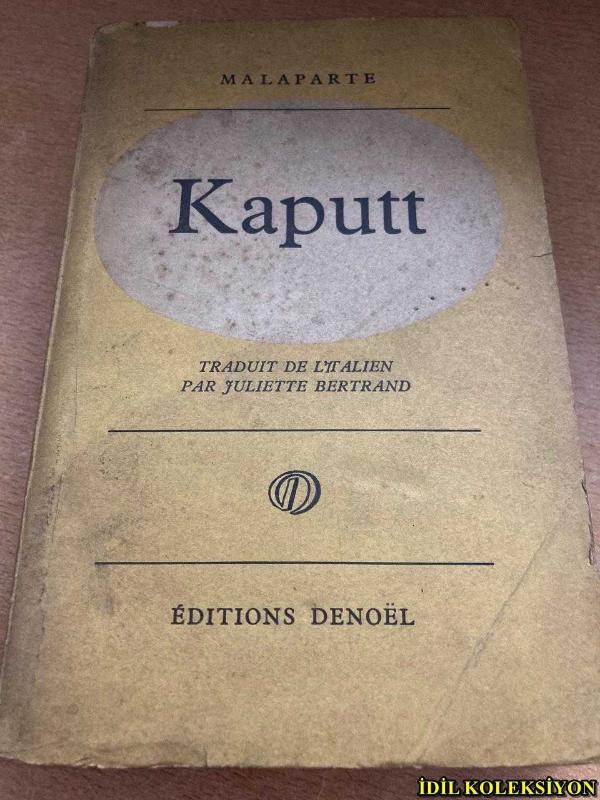 MALAPARTE
Kaputt
TRADUIT DE L'ITALIEN
PAR JULIETTE BERTRAND
D
ÉDITIONS DENOËL
İDİL KOLEKSİYON